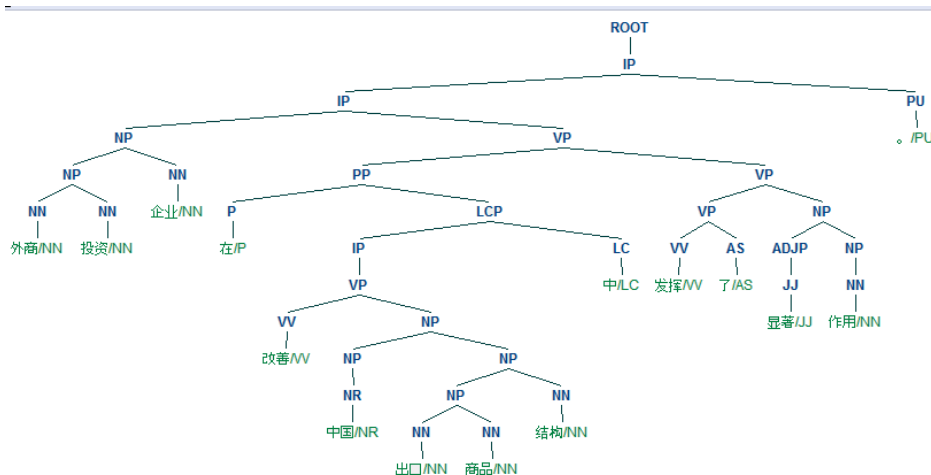 ROOT
IP
IP PU
NP VP 。/PU
NP NN PP VP
NN NN 企业/NN P LCP VP NP
外商/NN 投资/NN 在/P IP LC VV AS ADJP NP
VP 中/LC 发挥/VV 了/AS JJ NN
VV NP 显著/JJ 作用/NN
改善/VV NP NP
NR NP NN
中国/NR NN NN 结构/NN
出口/NN 商品/NN